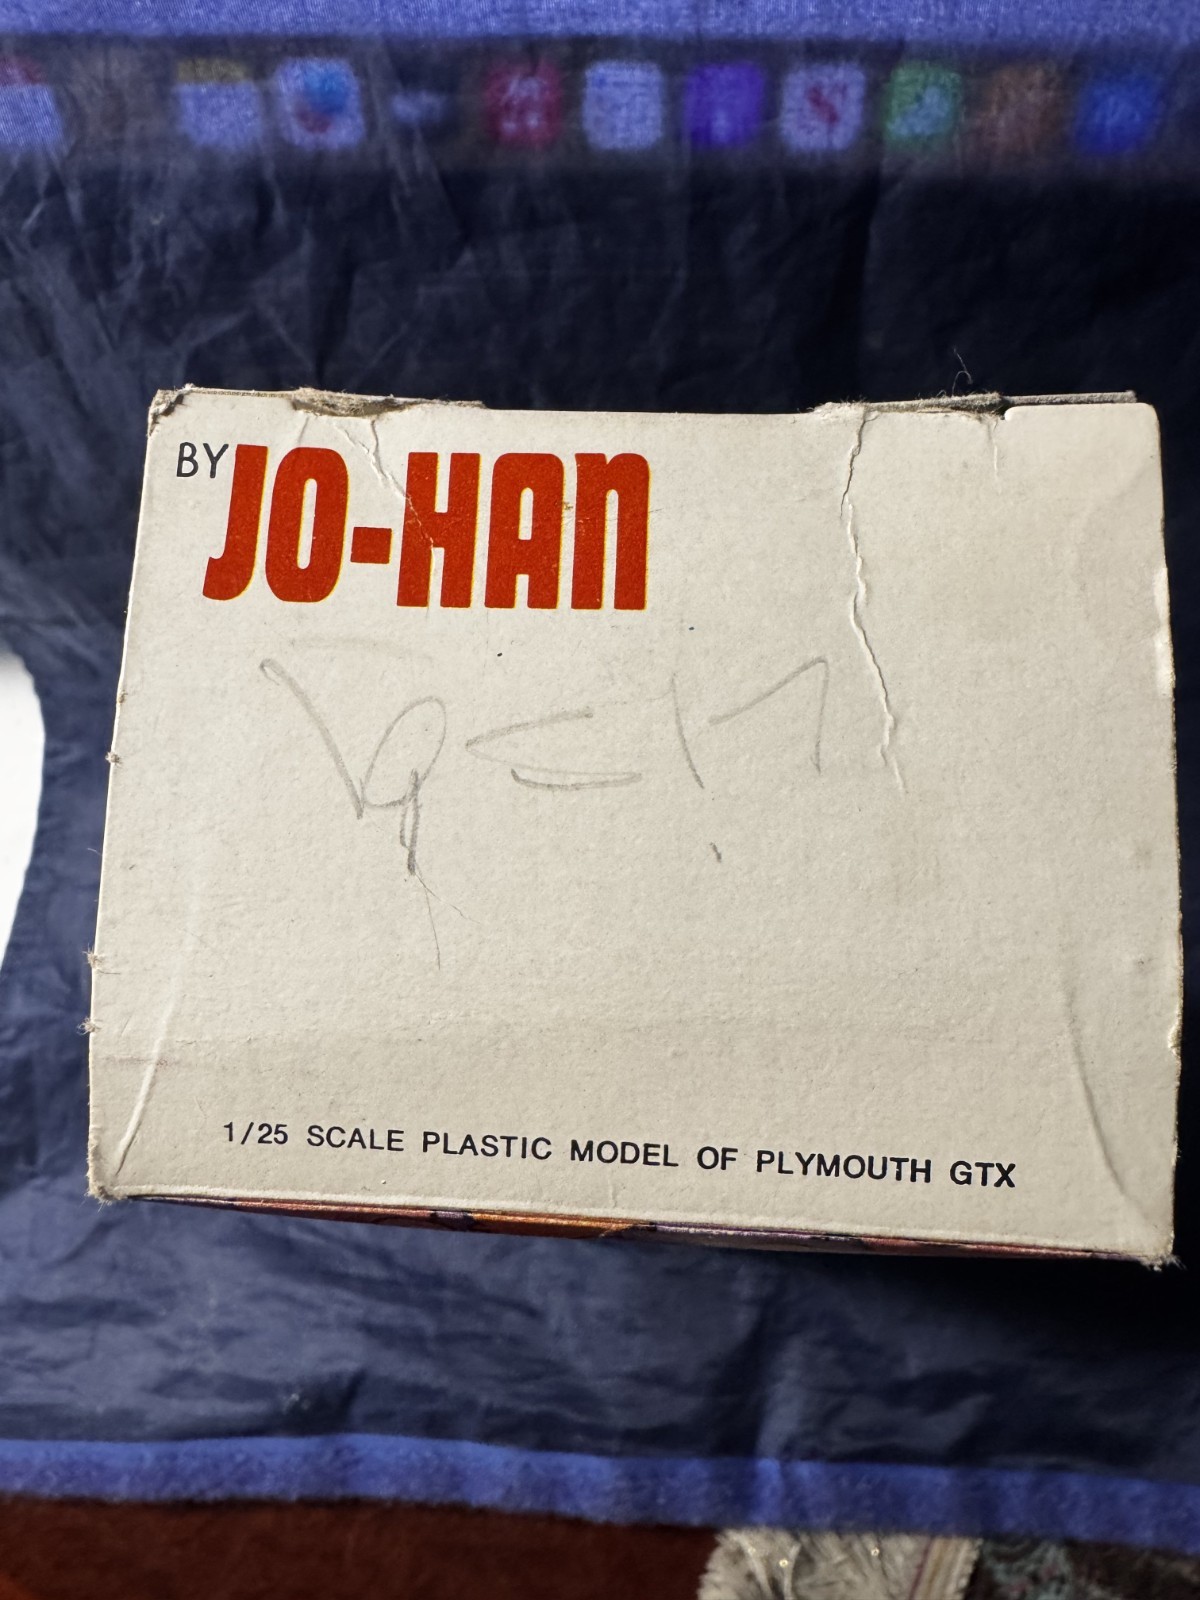 BY JO-HAN
1/25 SCALE PLASTIC MODEL OF PLYMOUTH GTX